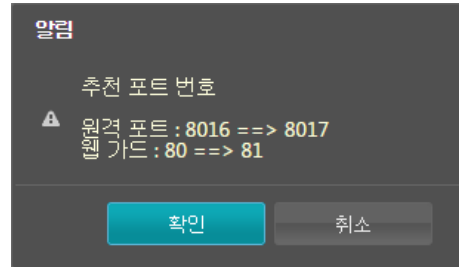 알림
추천 포트 번호
원격 포트 : 8016 ==> 8017
웹 가드 : 80 ==> 81
확인
취소